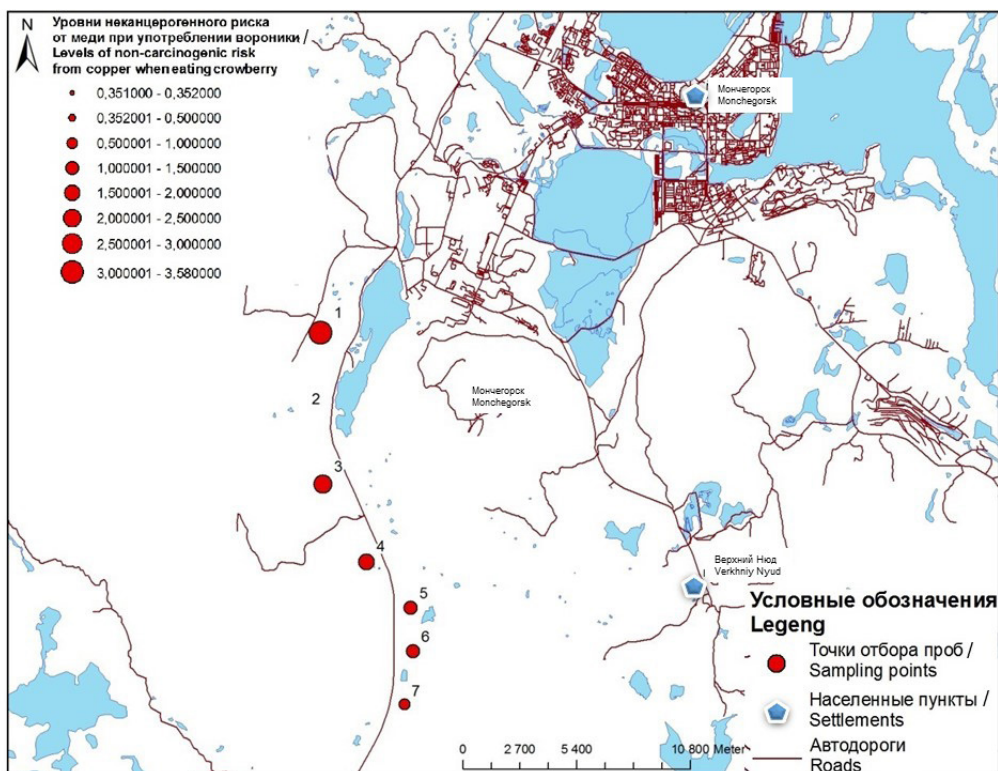 N
Уровни неканцерогенного риска
от меди при употреблении вороники /
Levels of non-carcinogenic risk
from copper when eating crowberry
0,351000 - 0,352000
0,352001 - 0,500000
0,500001 - 1,000000
1,000001 - 1,500000
1,500001 - 2,000000
2,000001 - 2,500000
2,500001 - 3,000000
3,000001 - 3,580000
Мончегорск
Monchegorsk
1
2
Мончегорск
Monchegorsk
3
4
5
6
7
Верхний Нюд
Verkhniy Nyud
Условные обозначения
Legeng
Точки отбора проб /
Sampling points
Населенные пункты /
Settlements
Автодороги
Roads
0 2 700 5 400 10 800 Meter